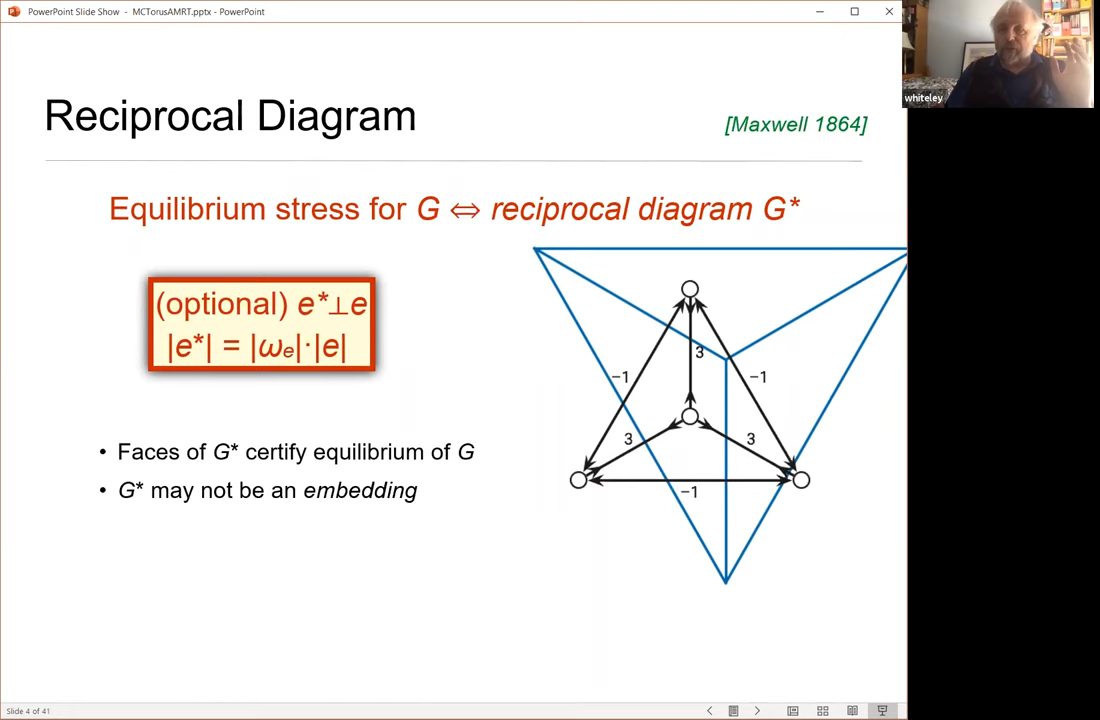 PowerPoint Slide Show - MCTorusAMRT.pptx - PowerPoint
whiteley
Reciprocal Diagram
[Maxwell 1864]
Equilibrium stress for G ⇔ reciprocal diagram G*
(optional) e*⊥e
|e*| = |ωₑ|·|e|
3
−1
−1
3
3
−1
• Faces of G* certify equilibrium of G
• G* may not be an embedding
Slide 4 of 41